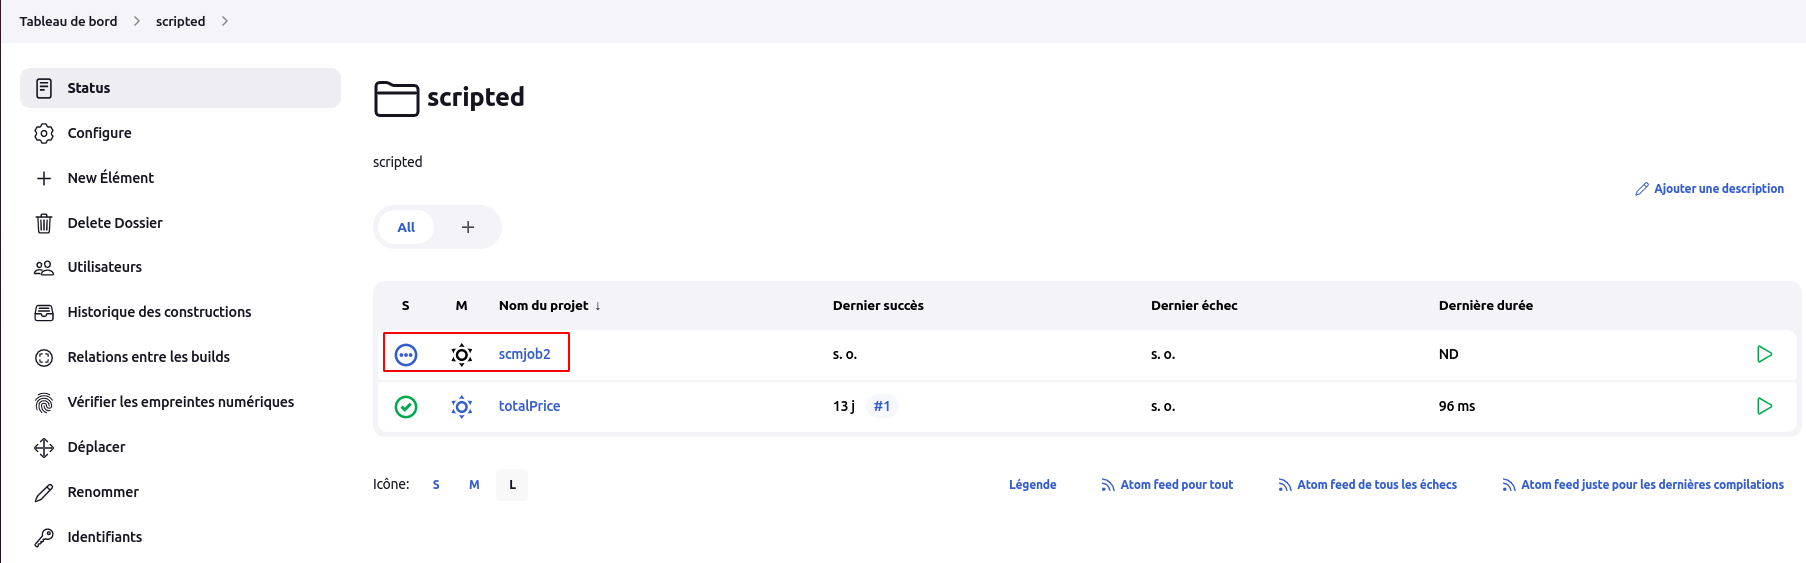 Tableau de bord > scripted >
Status
Configure
New Élément
Delete Dossier
Utilisateurs
Historique des constructions
Relations entre les builds
Vérifier les empreintes numériques
Déplacer
Renommer
Identifiants
scripted
scripted
Ajouter une description
All +
S M Nom du projet ↓ Dernier succès Dernier échec Dernière durée
scmjob2 s. o. s. o. ND
totalPrice 13 j #1 s. o. 96 ms
Icône: S M L
Légende Atom feed pour tout Atom feed de tous les échecs Atom feed juste pour les dernières compilations